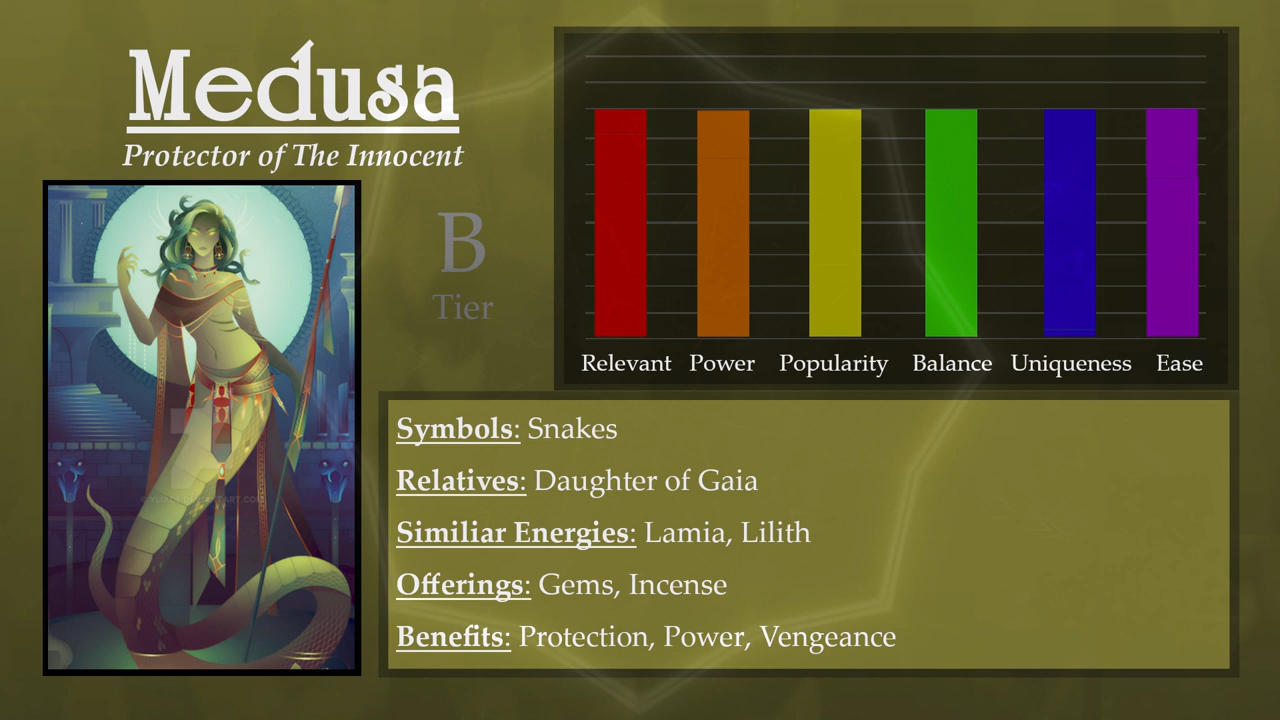 Medusa
Protector of The Innocent
B
Tier
Relevant Power Popularity Balance Uniqueness Ease
Symbols: Snakes
Relatives: Daughter of Gaia
Similiar Energies: Lamia, Lilith
Offerings: Gems, Incense
Benefits: Protection, Power, Vengeance